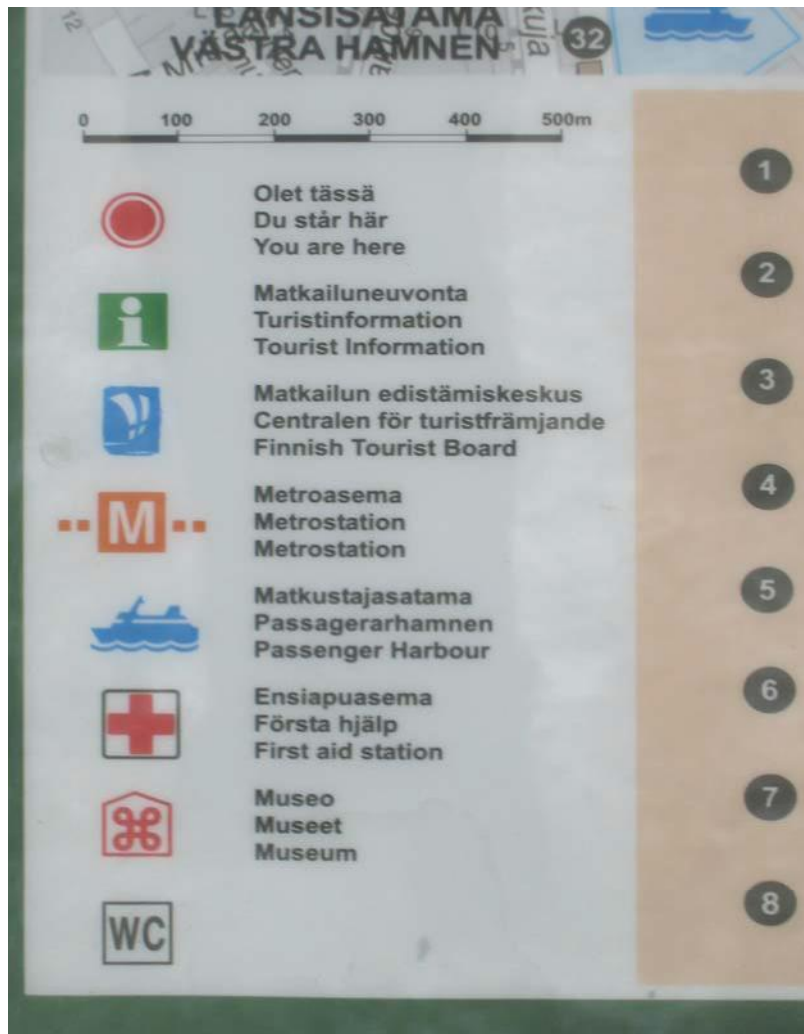 12
LÄNSISATAMA
VÄSTRA HAMNEN
kuja
32
0 100 200 300 400 500m
Olet tässä
Du står här
You are here
i
Matkailuneuvonta
Turistinformation
Tourist Information
Matkailun edistämiskeskus
Centralen för turistfrämjande
Finnish Tourist Board
M
Metroasema
Metrostation
Metrostation
Matkustajasatama
Passagerarhamnen
Passenger Harbour
Ensiapuasema
Första hjälp
First aid station
Museo
Museet
Museum
WC
1
2
3
4
5
6
7
8